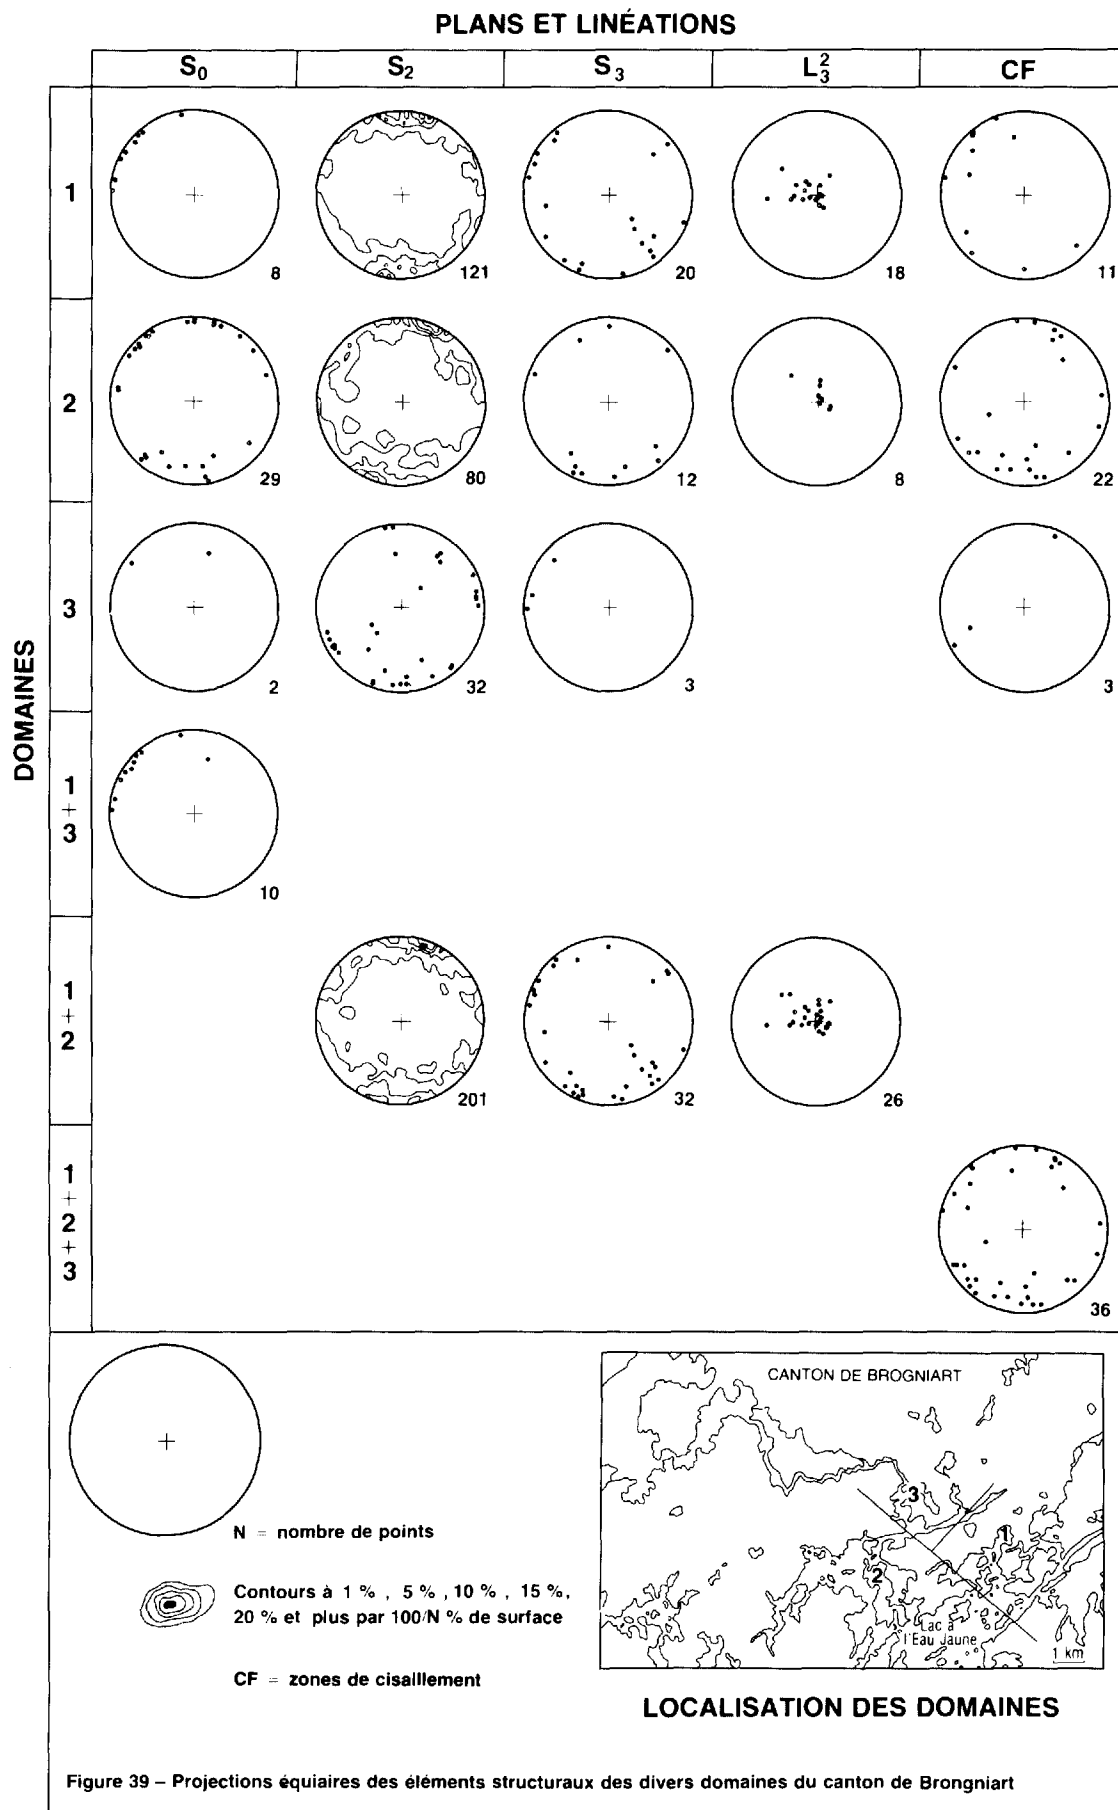 PLANS ET LINÉATIONS
S₀ S₂ S₃ L₃² CF
DOMAINES
1
8 121 20 18 11
2
29 80 12 8 22
3
2 32 3 3
1
+
3
10
1
+
2
201 32 26
1
+
2
+
3
36
N = nombre de points
Contours à 1 % , 5 % , 10 % , 15 % ,
20 % et plus par 100/N % de surface
CF = zones de cisaillement
CANTON DE BROGNIART
3
1
2
Lac à
l'Eau Jaune
1 km
LOCALISATION DES DOMAINES
Figure 39 – Projections équiaires des éléments structuraux des divers domaines du canton de Brongniart